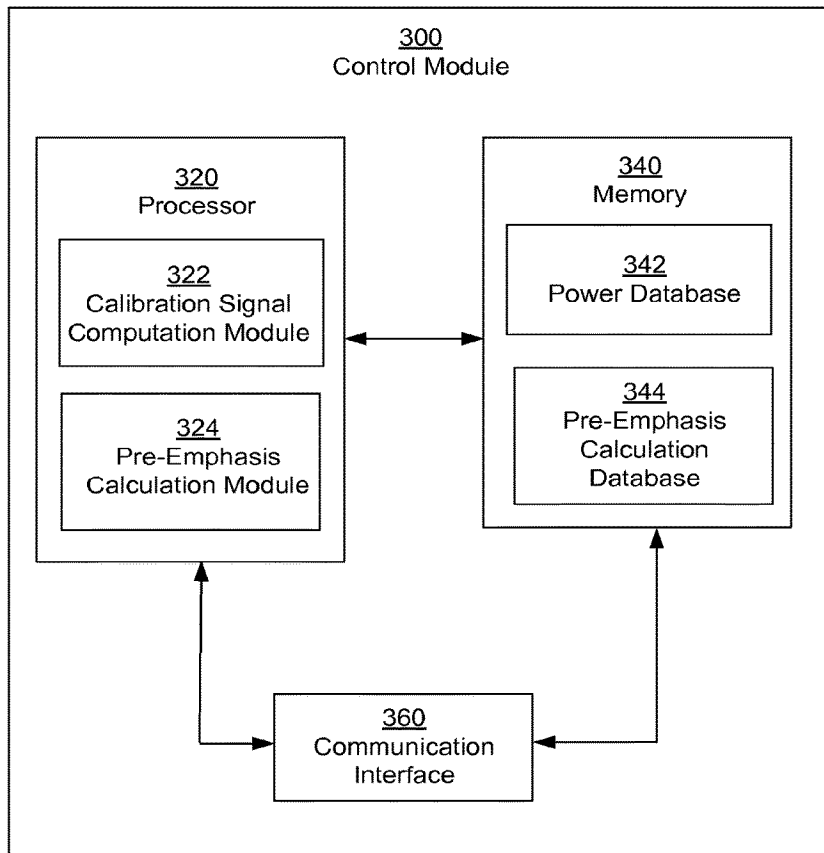 300
Control Module
320
Processor
322
Calibration Signal
Computation Module
324
Pre-Emphasis
Calculation Module
340
Memory
342
Power Database
344
Pre-Emphasis
Calculation
Database
360
Communication
Interface